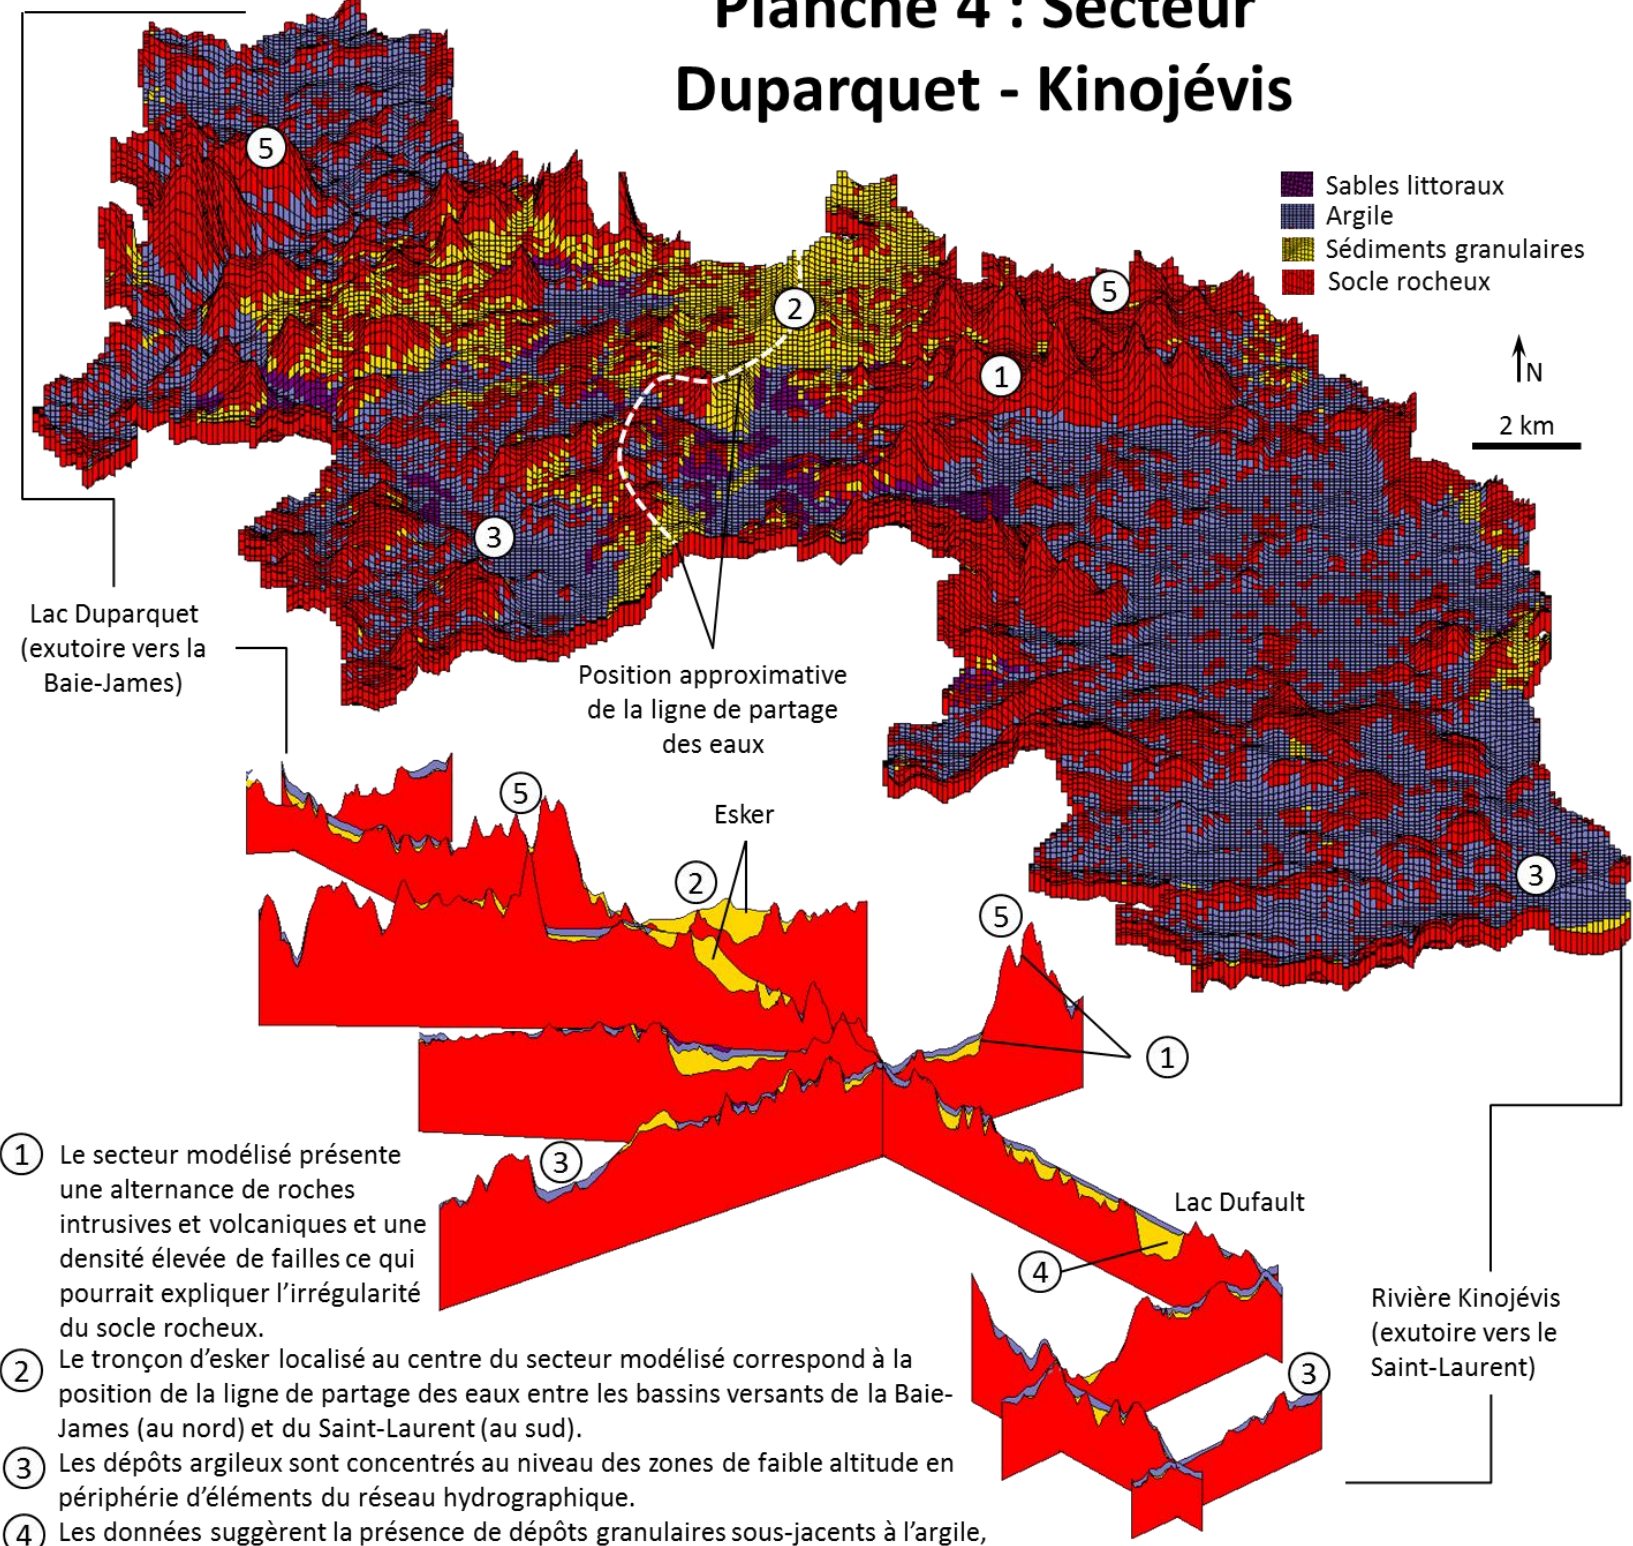 Planche 4 : Secteur
Duparquet - Kinojévis
5
Sables littoraux
Argile
Sédiments granulaires
Socle rocheux
5
2
1
N
2 km
3
Lac Duparquet
(exutoire vers la
Baie-James)
Position approximative
de la ligne de partage
des eaux
5
Esker
2
3
5
1
3
Lac Dufault
4
Rivière Kinojévis
(exutoire vers le
Saint-Laurent)
3
1 Le secteur modélisé présente
une alternance de roches
intrusives et volcaniques et une
densité élevée de failles ce qui
pourrait expliquer l’irrégularité
du socle rocheux.
2 Le tronçon d’esker localisé au centre du secteur modélisé correspond à la
position de la ligne de partage des eaux entre les bassins versants de la Baie-
James (au nord) et du Saint-Laurent (au sud).
3 Les dépôts argileux sont concentrés au niveau des zones de faible altitude en
périphérie d’éléments du réseau hydrographique.
4 Les données suggèrent la présence de dépôts granulaires sous-jacents à l’argile,